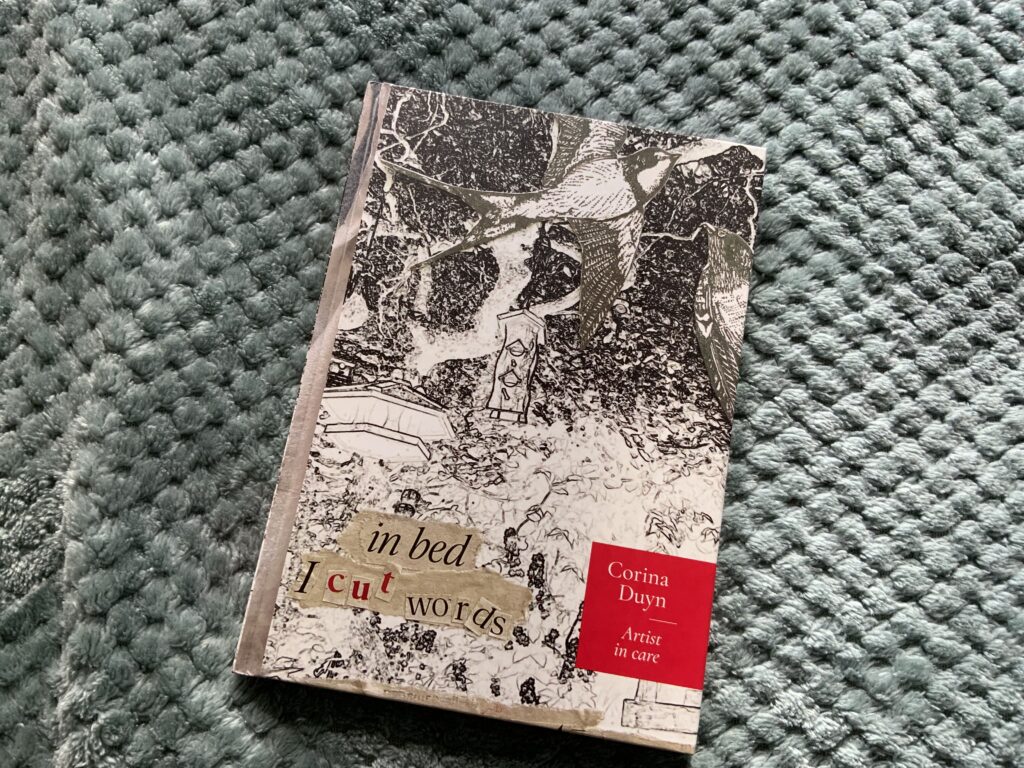 in bed
I cut words
Corina
Duyn
Artist
in care